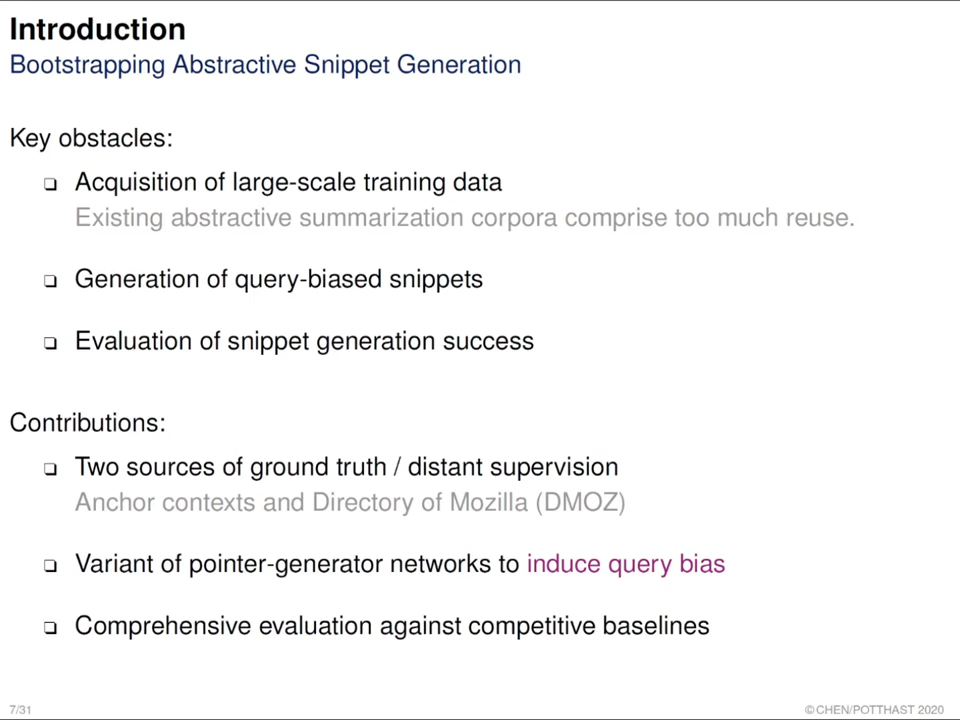 Introduction
Bootstrapping Abstractive Snippet Generation
Key obstacles:
❏ Acquisition of large-scale training data
Existing abstractive summarization corpora comprise too much reuse.
❏ Generation of query-biased snippets
❏ Evaluation of snippet generation success
Contributions:
❏ Two sources of ground truth / distant supervision
Anchor contexts and Directory of Mozilla (DMOZ)
❏ Variant of pointer-generator networks to induce query bias
❏ Comprehensive evaluation against competitive baselines
7/31
©CHEN/POTTHAST 2020